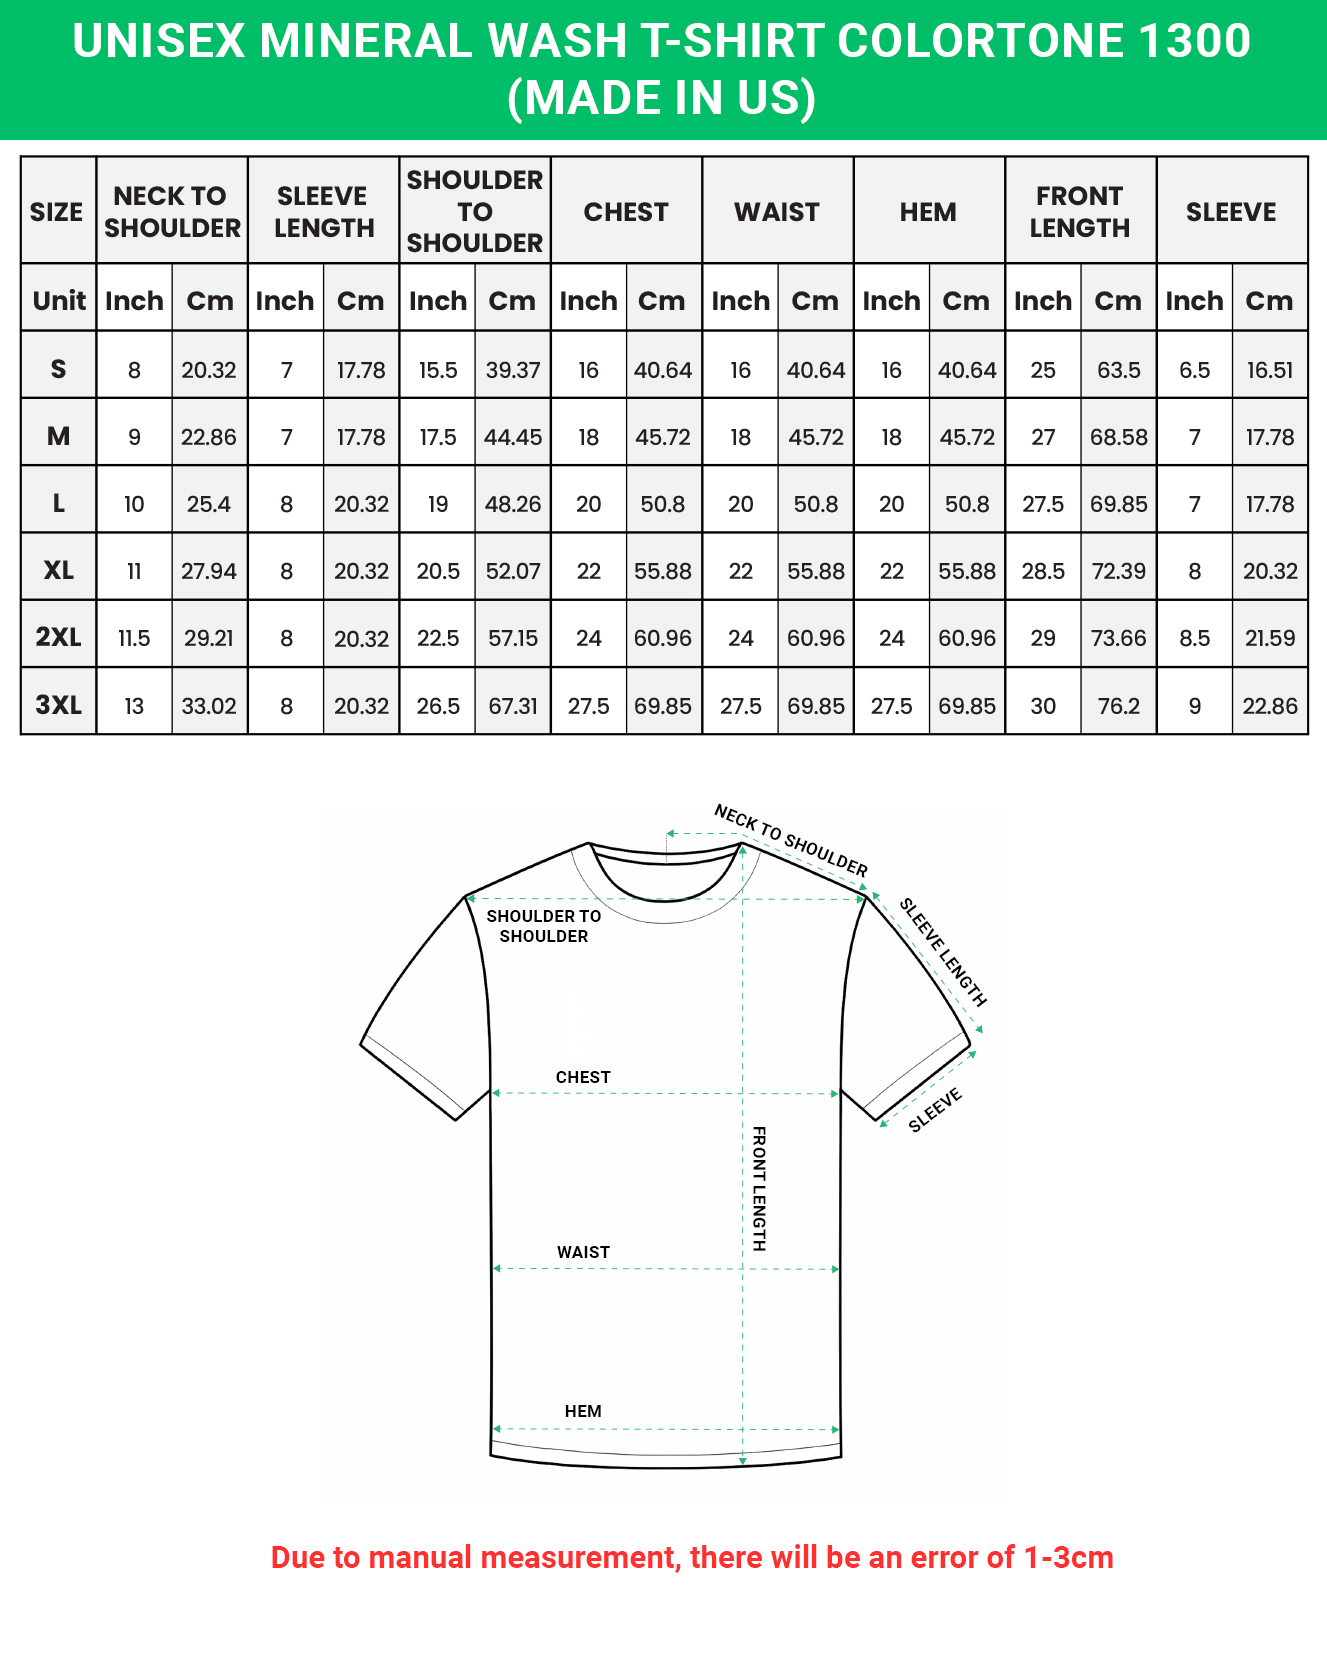 UNISEX MINERAL WASH T-SHIRT COLORTONE 1300
(MADE IN US)
SIZE NECK TO SHOULDER SLEEVE LENGTH SHOULDER TO SHOULDER CHEST WAIST HEM FRONT LENGTH SLEEVE
Unit Inch Cm Inch Cm Inch Cm Inch Cm Inch Cm Inch Cm Inch Cm Inch Cm
S 8 20.32 7 17.78 15.5 39.37 16 40.64 16 40.64 16 40.64 25 63.5 6.5 16.51
M 9 22.86 7 17.78 17.5 44.45 18 45.72 18 45.72 18 45.72 27 68.58 7 17.78
L 10 25.4 8 20.32 19 48.26 20 50.8 20 50.8 20 50.8 27.5 69.85 7 17.78
XL 11 27.94 8 20.32 20.5 52.07 22 55.88 22 55.88 22 55.88 28.5 72.39 8 20.32
2XL 11.5 29.21 8 20.32 22.5 57.15 24 60.96 24 60.96 24 60.96 29 73.66 8.5 21.59
3XL 13 33.02 8 20.32 26.5 67.31 27.5 69.85 27.5 69.85 27.5 69.85 30 76.2 9 22.86
NECK TO SHOULDER
SHOULDER TO
SHOULDER
SLEEVE LENGTH
CHEST
SLEEVE
FRONT LENGTH
WAIST
HEM
Due to manual measurement, there will be an error of 1-3cm